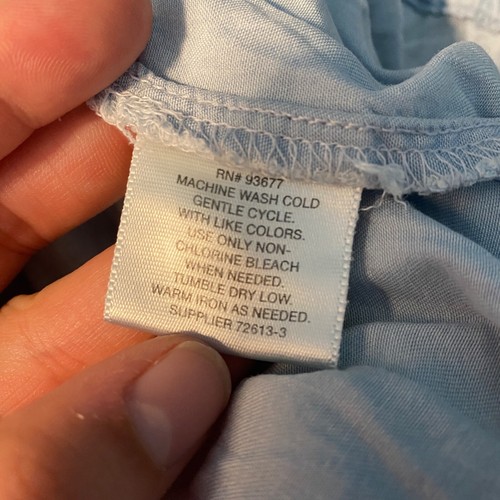 RN# 93677
MACHINE WASH COLD
GENTLE CYCLE.
WITH LIKE COLORS.
USE ONLY NON-
CHLORINE BLEACH
WHEN NEEDED.
TUMBLE DRY LOW.
WARM IRON AS NEEDED.
SUPPLIER 72613-3